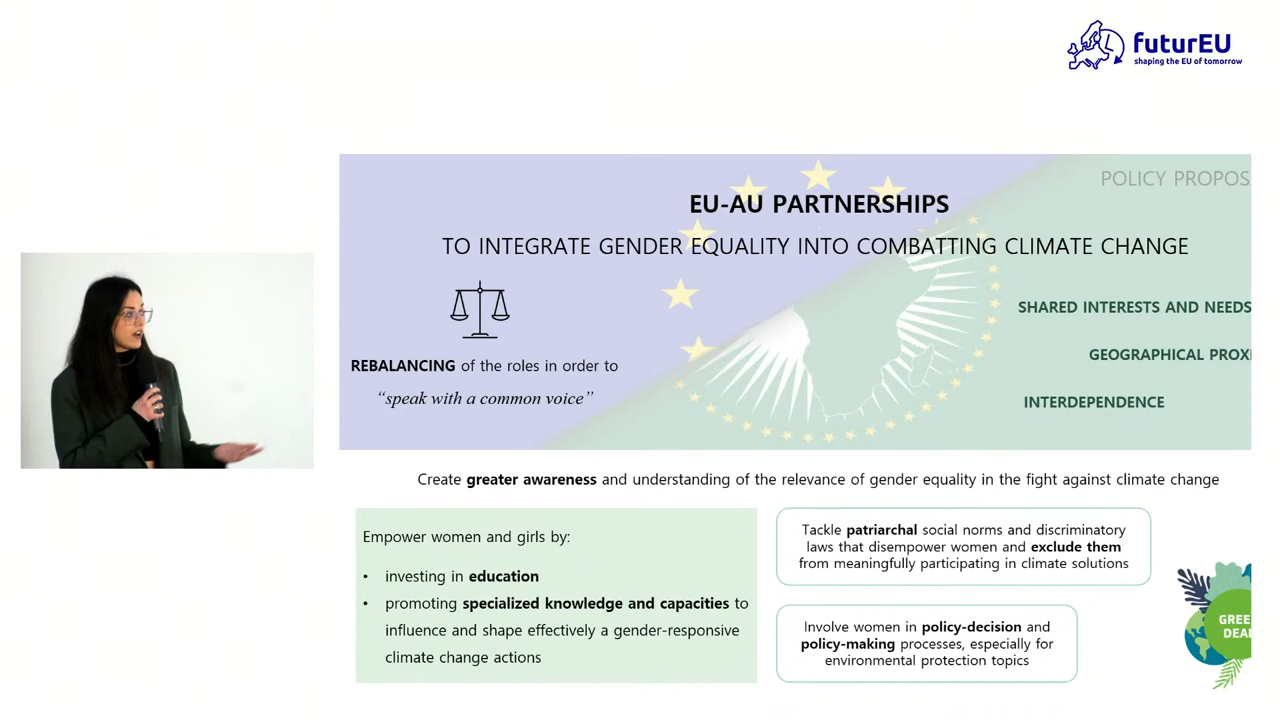 futurEU
shaping the EU of tomorrow
POLICY PROPOS
EU-AU PARTNERSHIPS
TO INTEGRATE GENDER EQUALITY INTO COMBATTING CLIMATE CHANGE
REBALANCING of the roles in order to
“speak with a common voice”
SHARED INTERESTS AND NEEDS
GEOGRAPHICAL PROXI
INTERDEPENDENCE
Create greater awareness and understanding of the relevance of gender equality in the fight against climate change
Empower women and girls by:
• investing in education
• promoting specialized knowledge and capacities to
influence and shape effectively a gender-responsive
climate change actions
Tackle patriarchal social norms and discriminatory
laws that disempower women and exclude them
from meaningfully participating in climate solutions
Involve women in policy-decision and
policy-making processes, especially for
environmental protection topics
GREE
DEA